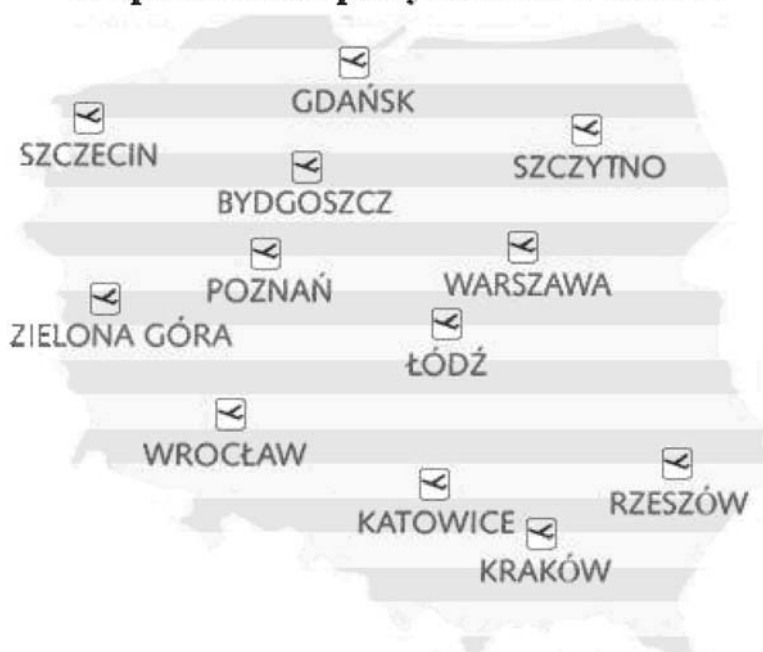 GDAŃSK
SZCZECIN
SZCZYTNO
BYDGOSZCZ
POZNAŃ
WARSZAWA
ZIELONA GÓRA
ŁÓDŹ
WROCŁAW
RZESZÓW
KATOWICE
KRAKÓW